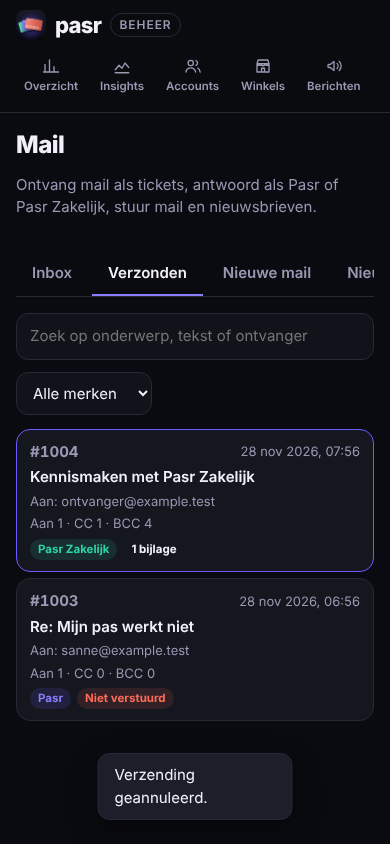 pasr BEHEER
Overzicht Insights Accounts Winkels Berichten
Mail
Ontvang mail als tickets, antwoord als Pasr of
Pasr Zakelijk, stuur mail en nieuwsbrieven.
Inbox Verzonden Nieuwe mail Nieu
Zoek op onderwerp, tekst of ontvanger
Alle merken
#1004 28 nov 2026, 07:56
Kennismaken met Pasr Zakelijk
Aan: ontvanger@example.test
Aan 1 · CC 1 · BCC 4
Pasr Zakelijk 1 bijlage
#1003 28 nov 2026, 06:56
Re: Mijn pas werkt niet
Aan: sanne@example.test
Aan 1 · CC 0 · BCC 0
Pasr Niet verstuurd
Verzending
geannuleerd.